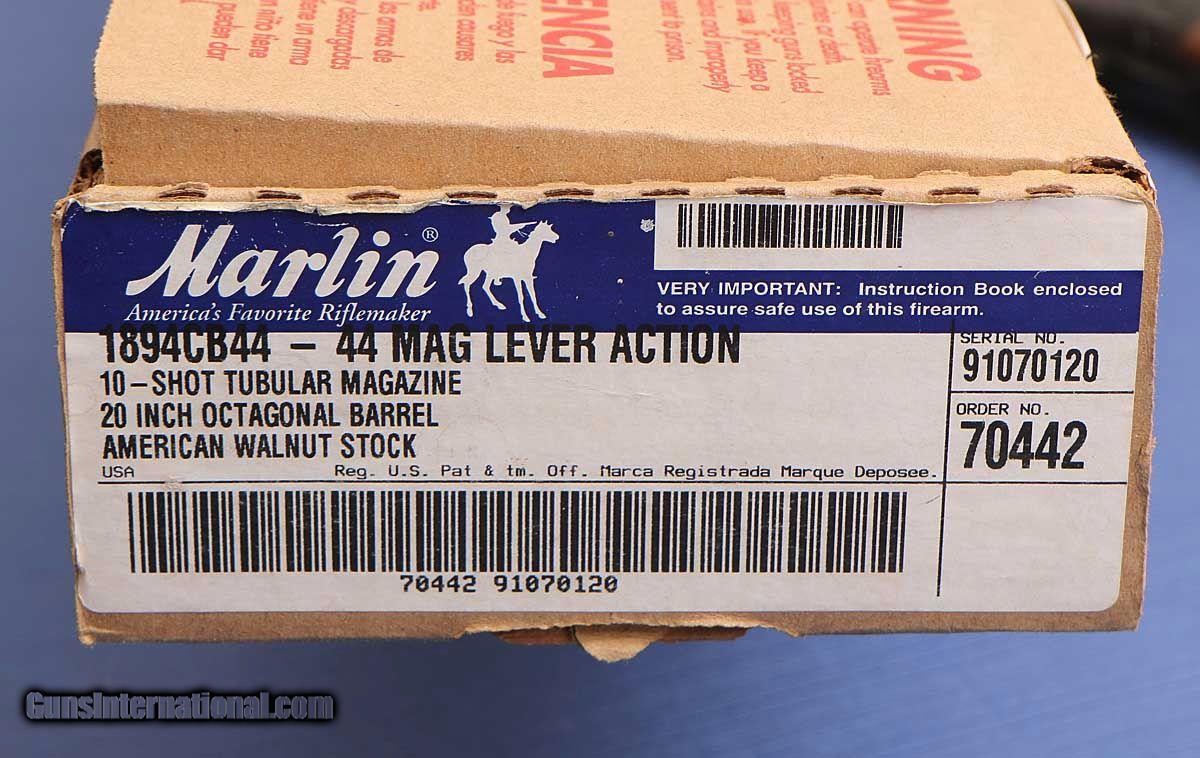 WARNING
ENCIA
Marlin®
America's Favorite Riflemaker
VERY IMPORTANT: Instruction Book enclosed
to assure safe use of this firearm.
1894CB44 – 44 MAG LEVER ACTION
10–SHOT TUBULAR MAGAZINE
20 INCH OCTAGONAL BARREL
AMERICAN WALNUT STOCK
USA Reg. U.S. Pat & tm. Off. Marca Registrada Marque Deposee.
SERIAL NO.
91070120
ORDER NO.
70442
70442 91070120
GunsInternational.com